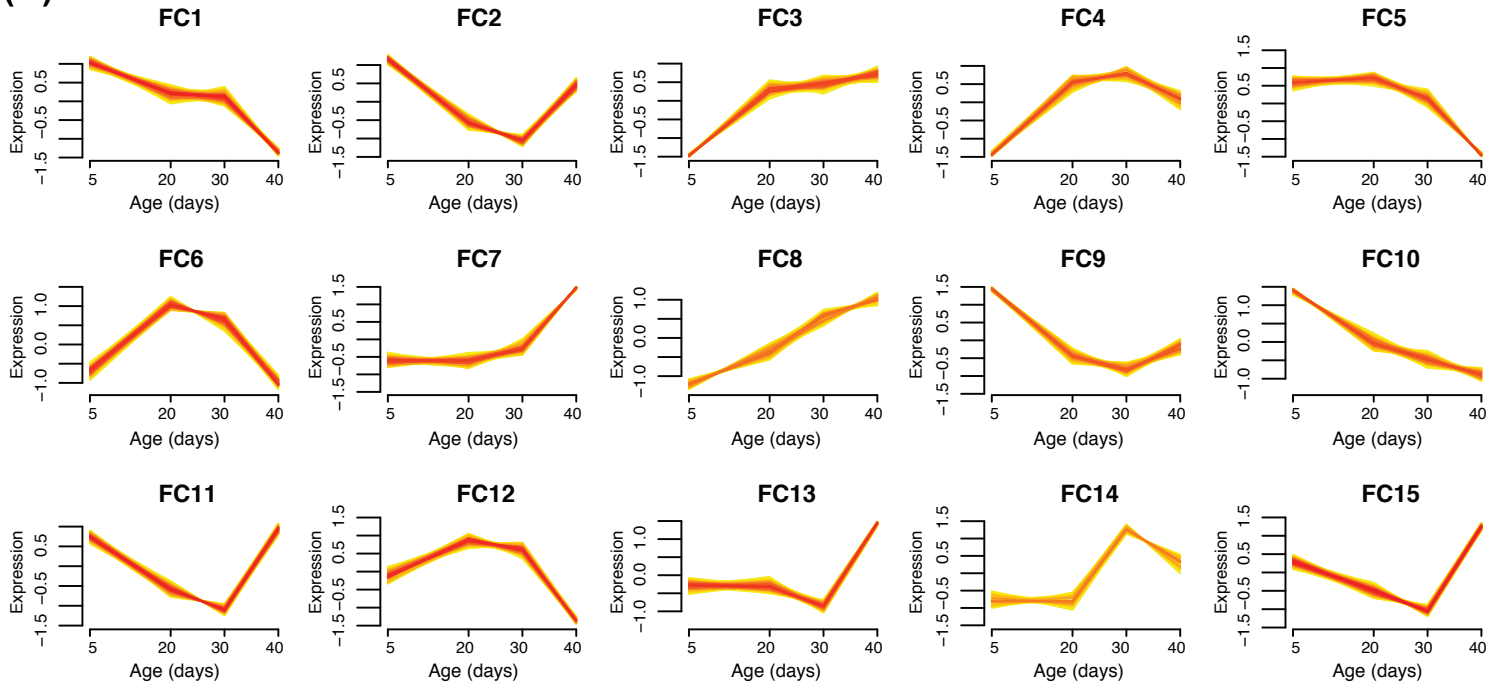 FC1 FC2 FC3 FC4 FC5
Expression −1.5 −0.5 0.5 Expression −1.5 −0.5 0.5 Expression −1.5 −0.5 0.5 Expression −1.5 −0.5 0.5 Expression −1.5 −0.5 0.5 1.5
5 20 30 40 5 20 30 40 5 20 30 40 5 20 30 40 5 20 30 40
Age (days) Age (days) Age (days) Age (days) Age (days)
FC6 FC7 FC8 FC9 FC10
Expression −1.0 0.0 1.0 Expression −1.5 −0.5 0.5 1.5 Expression −1.0 0.0 1.0 Expression −1.5 −0.5 0.5 1.5 Expression −1.0 0.0 1.0
5 20 30 40 5 20 30 40 5 20 30 40 5 20 30 40 5 20 30 40
Age (days) Age (days) Age (days) Age (days) Age (days)
FC11 FC12 FC13 FC14 FC15
Expression −1.5 −0.5 0.5 Expression −1.5 −0.5 0.5 1.5 Expression −1.0 0.0 1.0 Expression −1.5 −0.5 0.5 1.5 Expression −1.5 −0.5 0.5 1.5
5 20 30 40 5 20 30 40 5 20 30 40 5 20 30 40 5 20 30 40
Age (days) Age (days) Age (days) Age (days) Age (days)